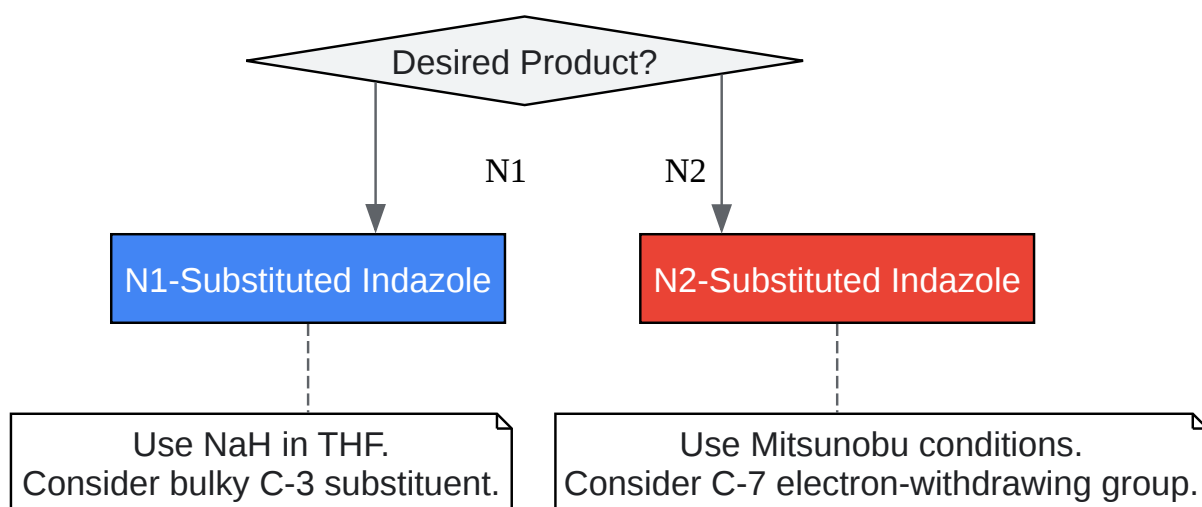 Desired Product?
N1
N2
N1-Substituted Indazole
N2-Substituted Indazole
Use NaH in THF.
Consider bulky C-3 substituent.
Use Mitsunobu conditions.
Consider C-7 electron-withdrawing group.